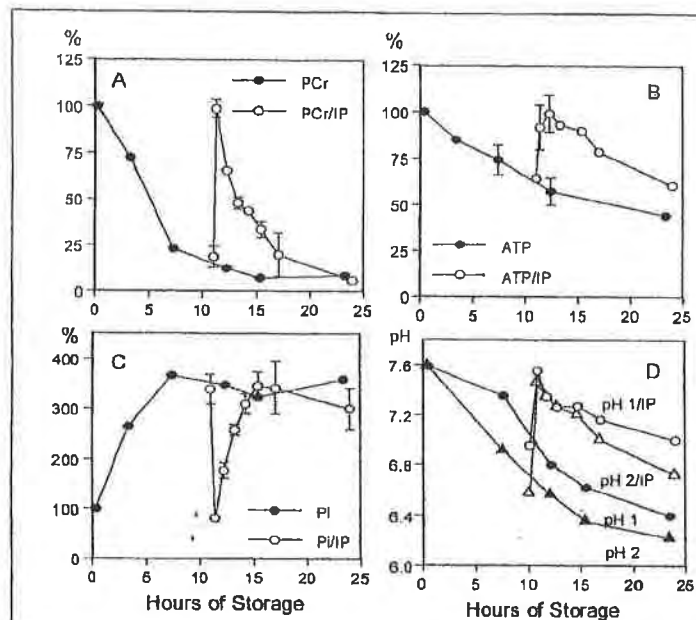 %
125
100
75
50
25
0
A
PCr
PCr/IP
0 5 10 15 20 25
%
125
100
75
50
25
0
B
ATP
ATP/IP
0 5 10 15 20 25
%
400
300
200
100
0
C
Pi
Pi/IP
0 5 10 15 20 25
Hours of Storage
pH
7.6
7.2
6.8
6.4
6.0
D
pH 1/IP
pH 2/IP
pH 1
pH 2
0 5 10 15 20 25
Hours of Storage